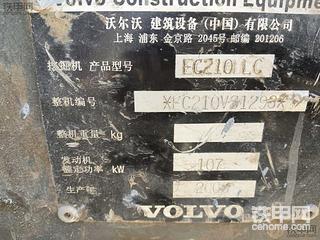 Volvo Construction Equipment
沃尔沃 建筑设备(中国)有限公司
上海 浦东 金京路 2045号·邮编 201206
挖掘机 产品型号 EC210 LC
整机编号
整机重量 kg
发动机
额定功率 kW 107
生产年
VOLVO
铁甲网